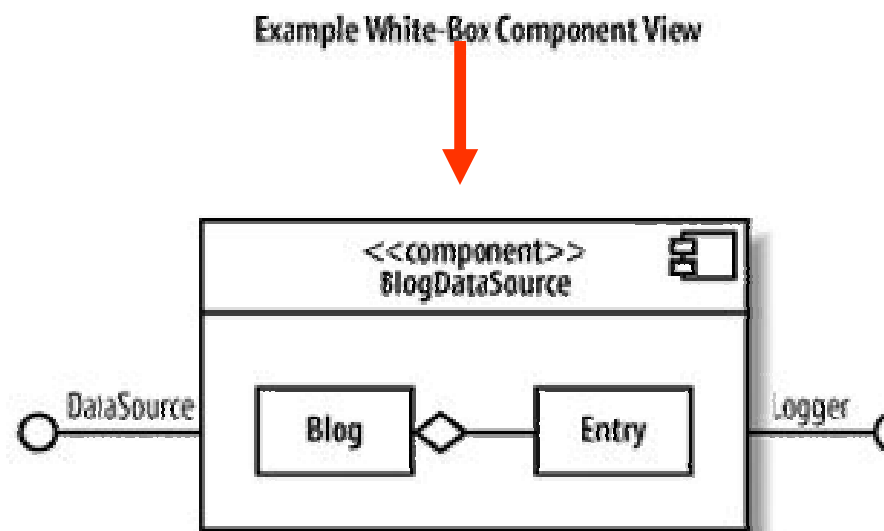 Example White-Box Component View
<<component>>
BlogDataSource
DataSource
Blog
Entry
Logger